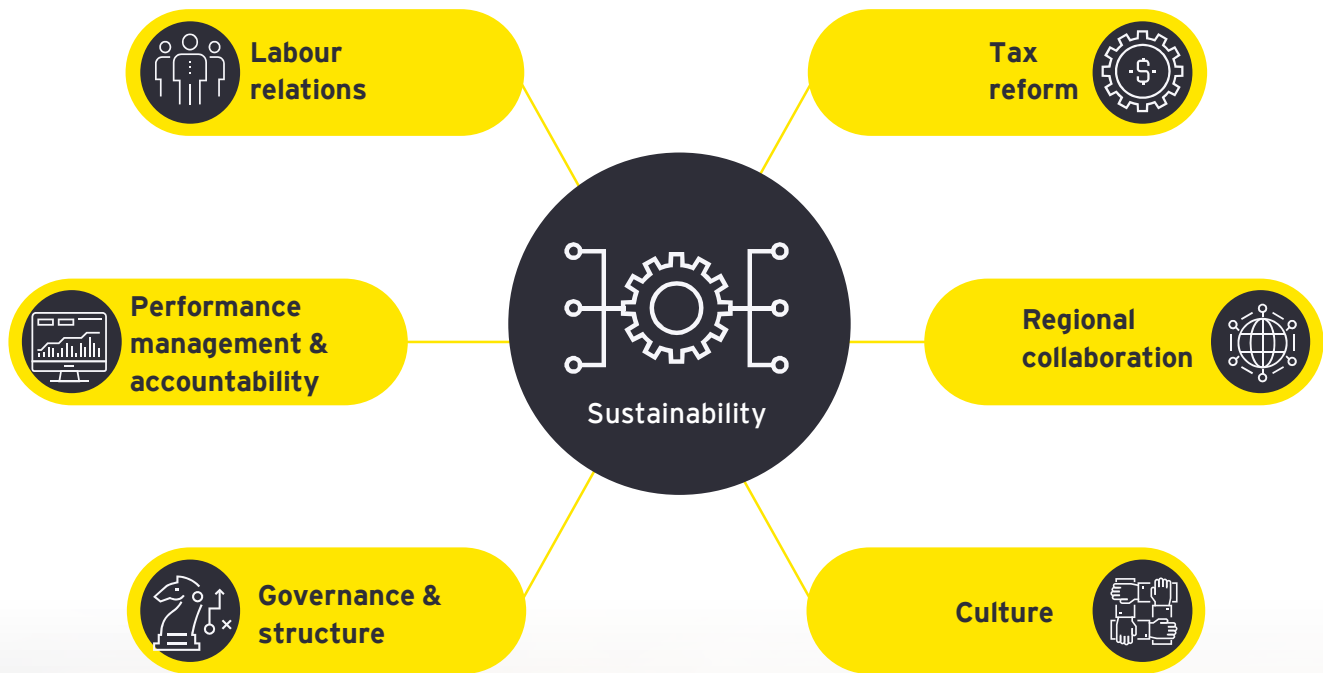 Labour
relations
Tax
reform
Performance
management &
accountability
Regional
collaboration
Sustainability
Governance &
structure
Culture